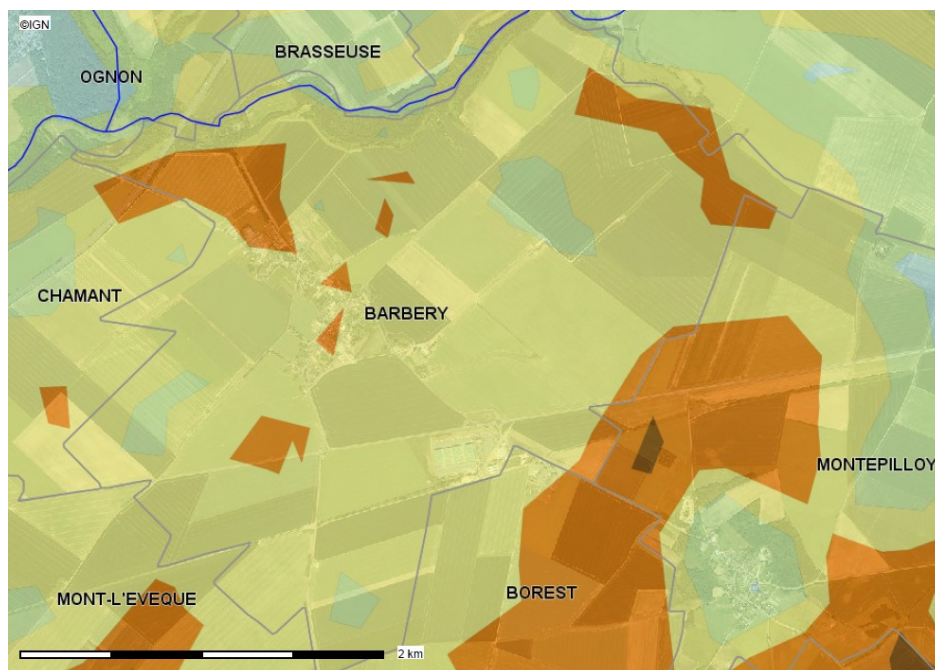 ©IGN
BRASSEUSE
OGNON
CHAMANT
BARBERY
MONTEPILLOY
MONT-L'EVEQUE
BOREST
2 km